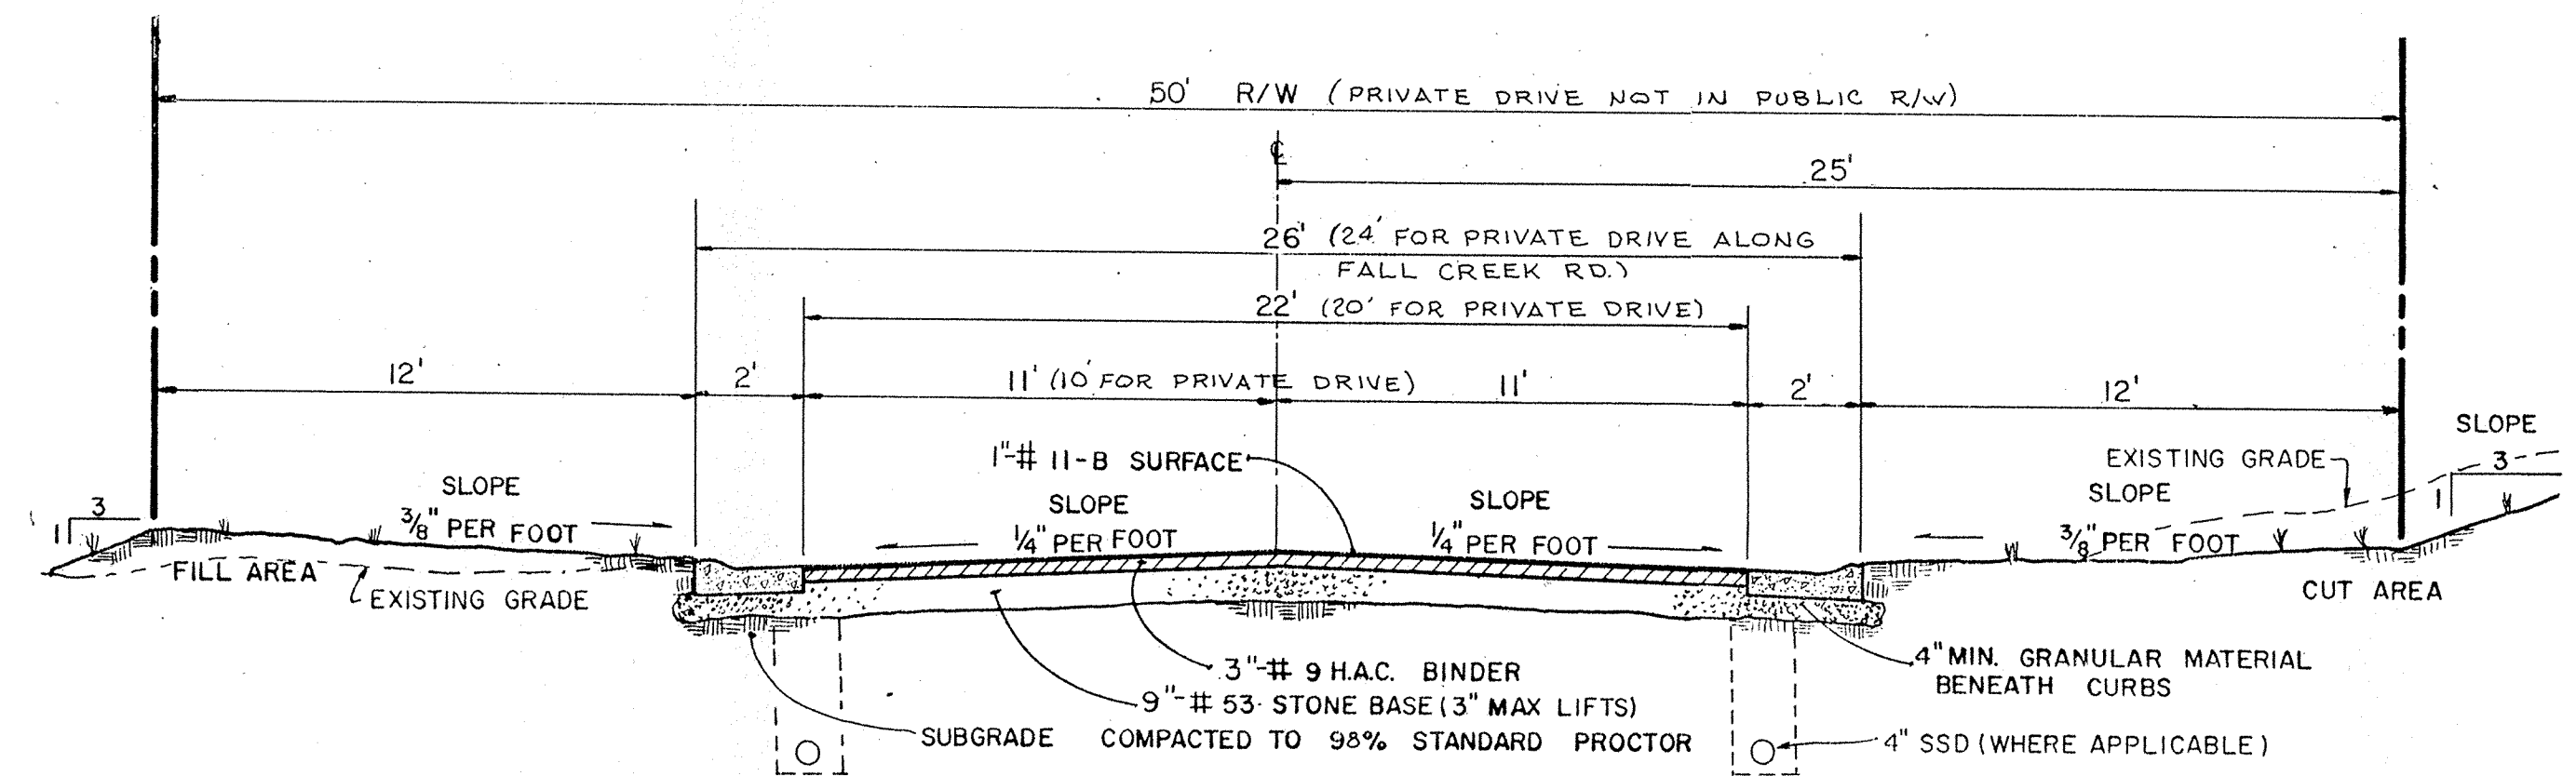 50' R/W (PRIVATE DRIVE NOT IN PUBLIC R/W)
℄
25'
26' (24' FOR PRIVATE DRIVE ALONG
FALL CREEK RD.)
22' (20' FOR PRIVATE DRIVE)
12'
2'
11' (10' FOR PRIVATE DRIVE)
11'
2'
12'
SLOPE
3
1
EXISTING GRADE
1"-# 11-B SURFACE
3
1
SLOPE
3/8" PER FOOT
SLOPE
1/4" PER FOOT
SLOPE
1/4" PER FOOT
SLOPE
3/8" PER FOOT
FILL AREA
EXISTING GRADE
CUT AREA
3"-# 9 H.A.C. BINDER
9"-# 53 STONE BASE (3" MAX LIFTS)
COMPACTED TO 98% STANDARD PROCTOR
SUBGRADE
4" MIN. GRANULAR MATERIAL
BENEATH CURBS
4" SSD (WHERE APPLICABLE)